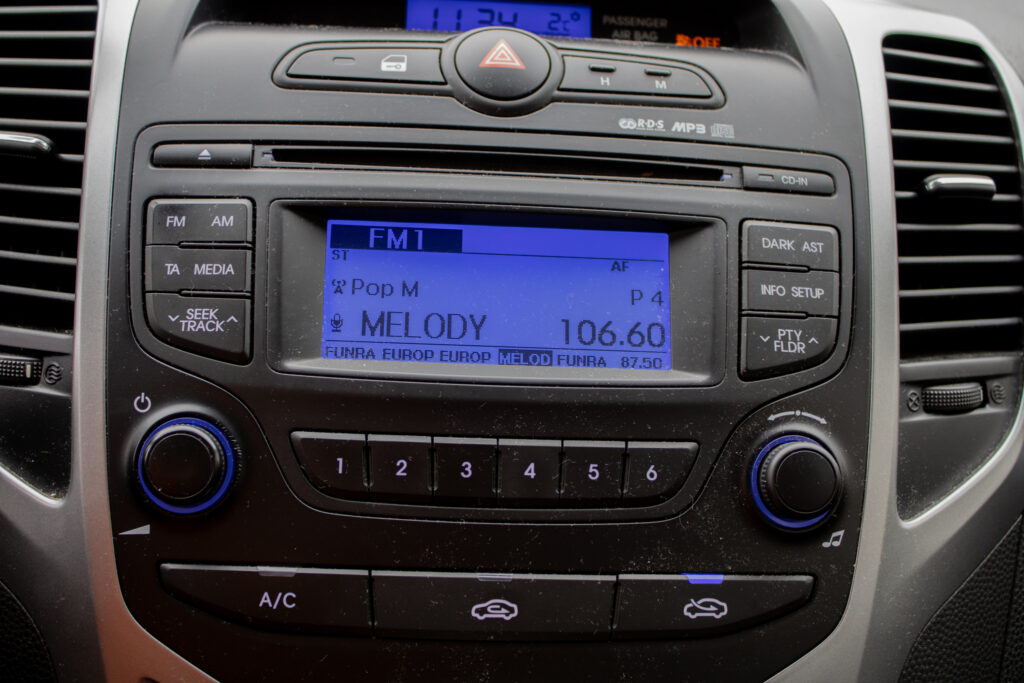 11:24 2°C
PASSENGER
AIR BAG
OFF
H M
R·D·S MP3
CD-IN
FM AM
TA MEDIA
SEEK
TRACK
FM1
ST
AF
Pop M
P 4
MELODY 106.60
FUNRA EUROP EUROP MELOD FUNRA 87.50
DARK AST
INFO SETUP
PTY
FLDR
1 2 3 4 5 6
A/C